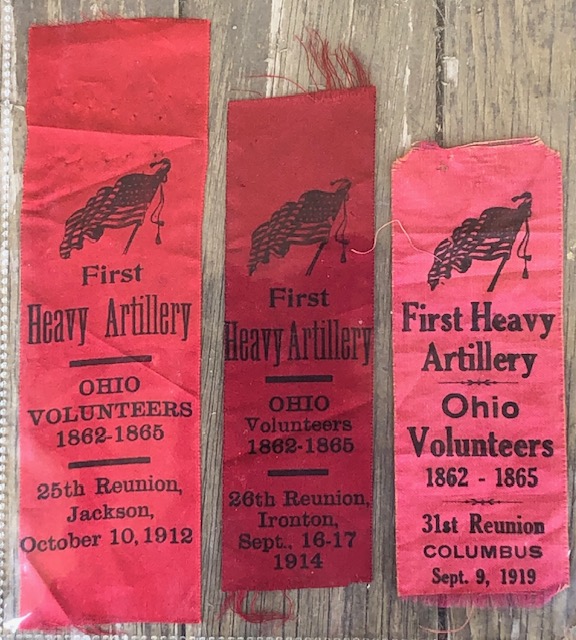 First
Heavy Artillery
OHIO
VOLUNTEERS
1862-1865
25th Reunion,
Jackson,
October 10, 1912
First
Heavy Artillery
OHIO
Volunteers
1862-1865
26th Reunion,
Ironton,
Sept., 16-17
1914
First Heavy
Artillery
Ohio
Volunteers
1862 - 1865
31st Reunion
COLUMBUS
Sept. 9, 1919